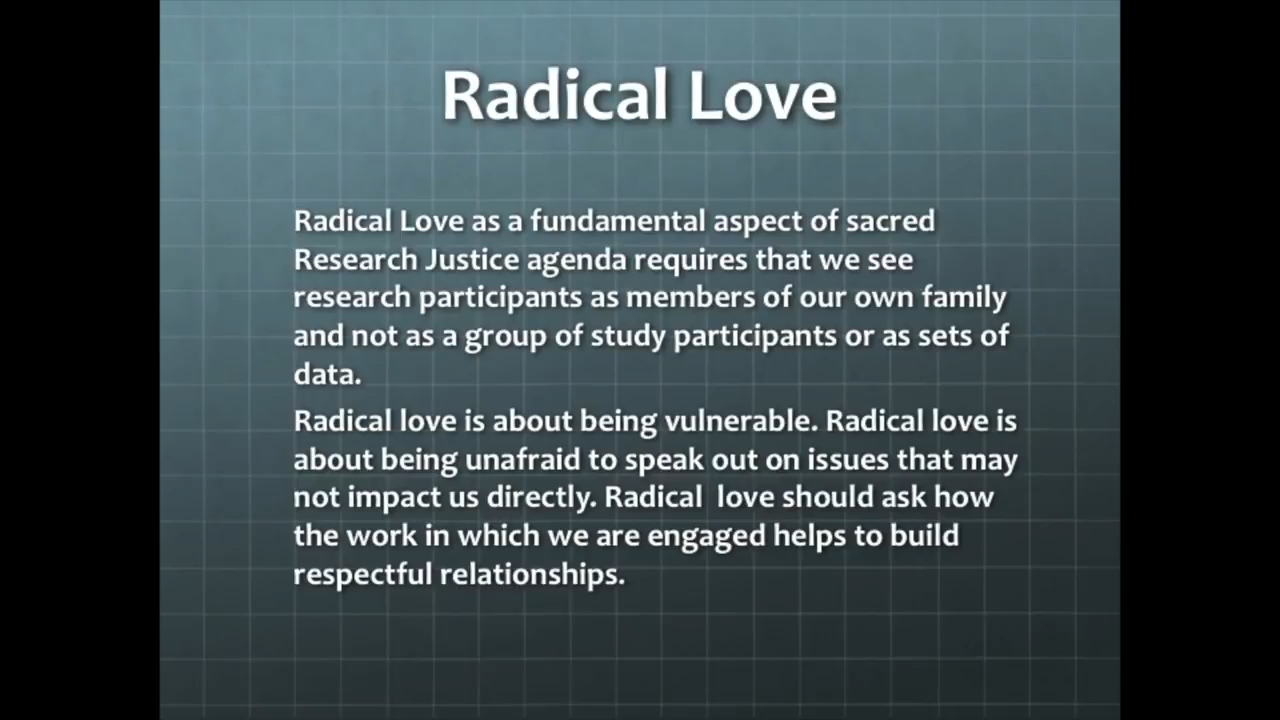 Radical Love
Radical Love as a fundamental aspect of sacred
Research Justice agenda requires that we see
research participants as members of our own family
and not as a group of study participants or as sets of
data.
Radical love is about being vulnerable. Radical love is
about being unafraid to speak out on issues that may
not impact us directly. Radical  love should ask how
the work in which we are engaged helps to build
respectful relationships.